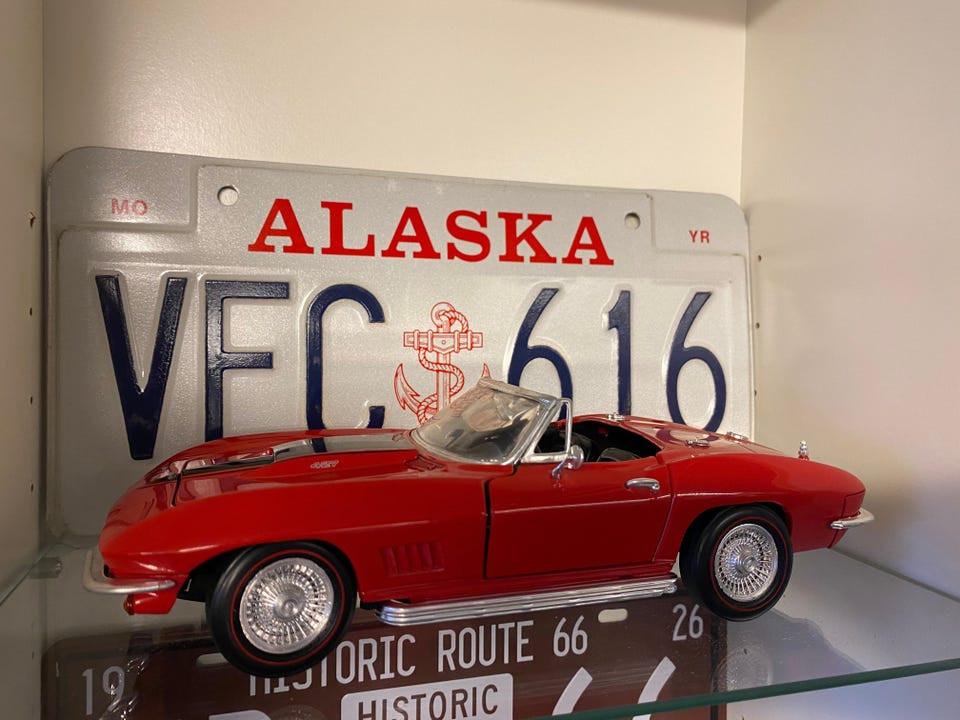 MO
ALASKA
YR
VFC 616
427
19
HISTORIC ROUTE 66
26
HISTORIC